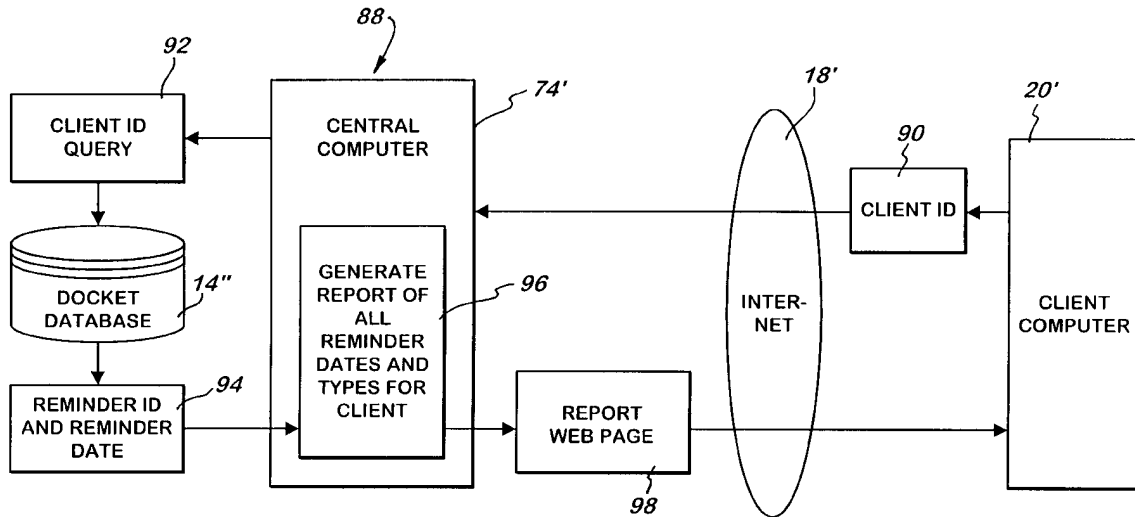 88
92
18'
74'
20'
90
CLIENT ID
QUERY
CENTRAL
COMPUTER
CLIENT ID
DOCKET
DATABASE
14"
GENERATE
REPORT OF
ALL
REMINDER
DATES AND
TYPES FOR
CLIENT
96
INTER-
NET
CLIENT
COMPUTER
REMINDER ID
AND REMINDER
DATE
94
REPORT
WEB PAGE
98